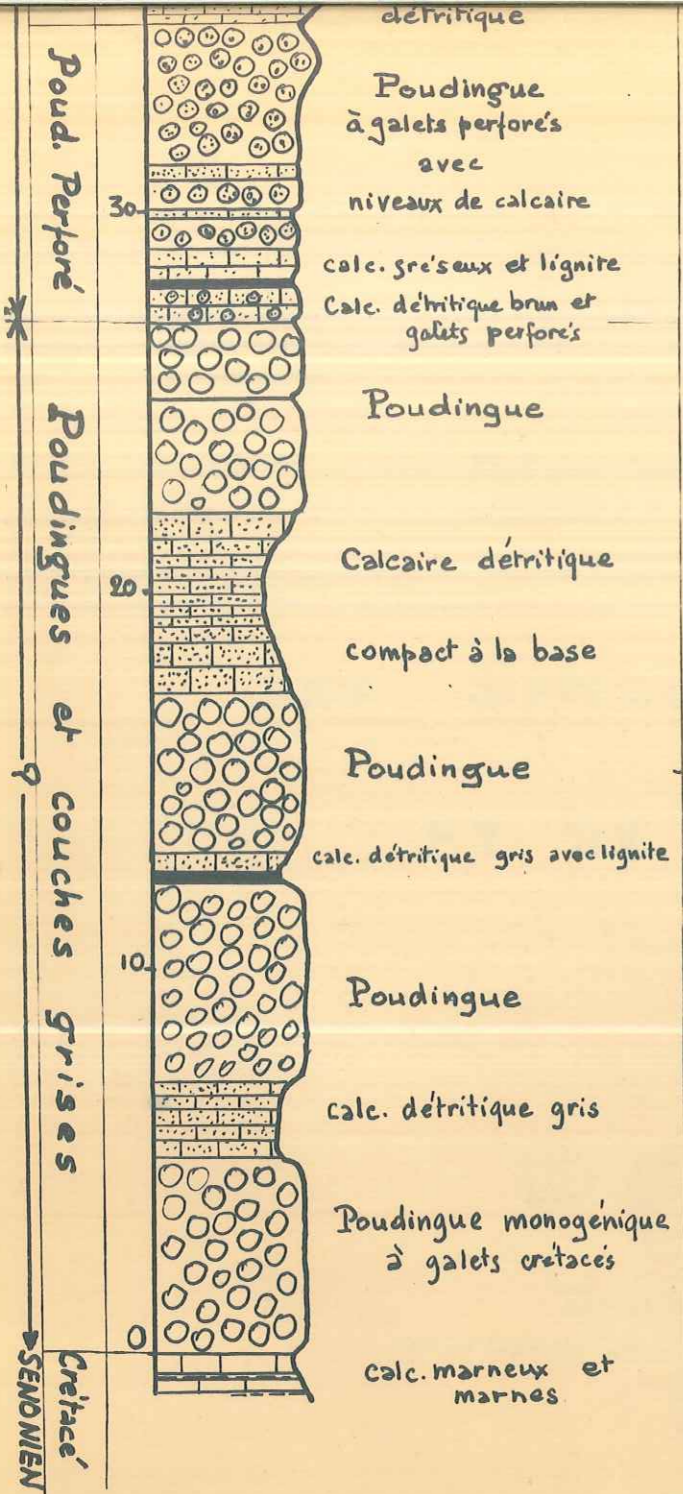 détritique
Poudingue
à galets perforés
avec
niveaux de calcaire
calc. gréseux et lignite
Calc. détritique brun et
galets perforés
Poudingue
Calcaire détritique
compact à la base
Poudingue
calc. détritique gris avec lignite
Poudingue
calc. détritique gris
Poudingue monogénique
à galets crétacés
calc. marneux et
marnes
30
20
10
0
Poud. Perforé
Poudingues et couches grises
Crétacé
?
SENONIEN